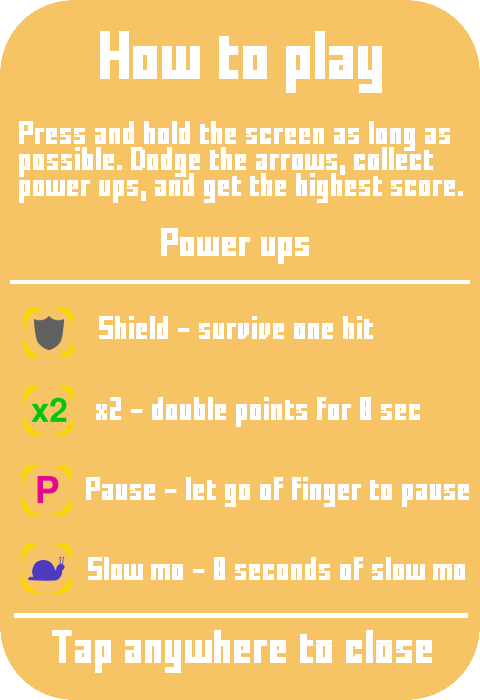 How to play
Press and hold the screen as long as
possible. Dodge the arrows, collect
power ups, and get the highest score.
Power ups
Shield - survive one hit
x2
x2 - double points for 8 sec
P
Pause - let go of finger to pause
Slow mo - 8 seconds of slow mo
Tap anywhere to close